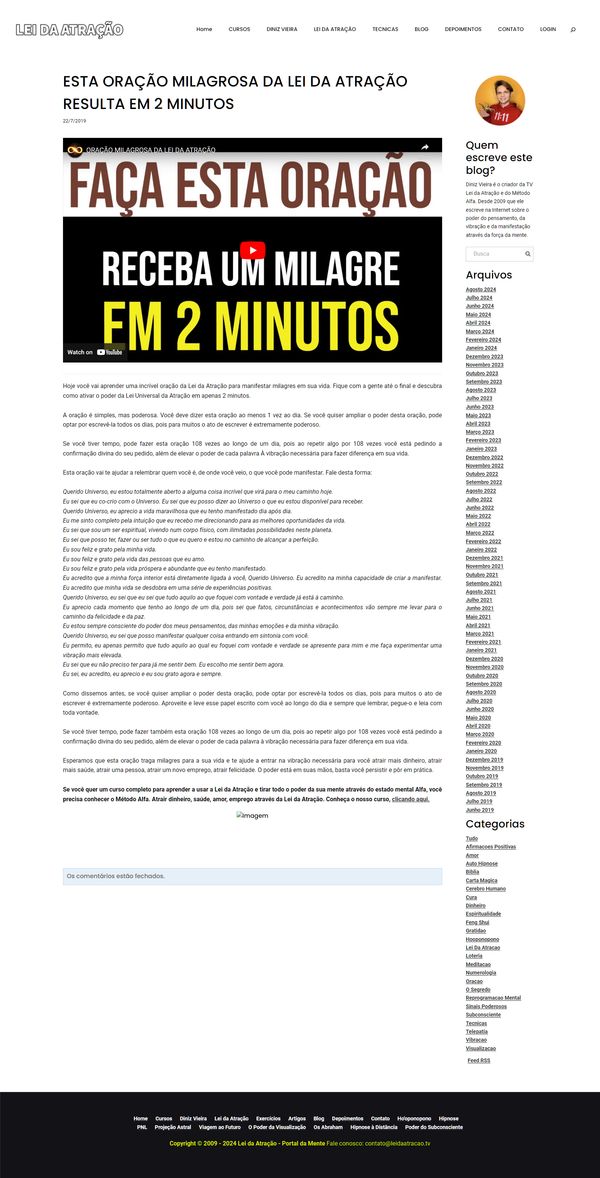 LEI DA ATRAÇÃO
Home CURSOS DINIZ VIEIRA LEI DA ATRAÇÃO TECNICAS BLOG DEPOIMENTOS CONTATO LOGIN
ESTA ORAÇÃO MILAGROSA DA LEI DA ATRAÇÃO
RESULTA EM 2 MINUTOS
22/7/2019
ORAÇÃO MILAGROSA DA LEI DA ATRAÇÃO
FAÇA ESTA ORAÇÃO
RECEBA UM MILAGRE
EM 2 MINUTOS
Watch on YouTube
Hoje você vai aprender uma incrível oração da Lei da Atração para manifestar milagres em sua vida. Fique com a gente até o final e descubra
como ativar o poder da Lei Universal da Atração em apenas 2 minutos.
A oração é simples, mas poderosa. Você deve dizer esta oração ao menos 1 vez ao dia. Se você quiser ampliar o poder desta oração, pode
optar por escrevê-la todos os dias, pois para muitos o ato de escrever é extremamente poderoso.
Se você tiver tempo, pode fazer esta oração 108 vezes ao longo de um dia, pois ao repetir algo por 108 vezes você está pedindo a
confirmação divina do seu pedido, além de elevar o poder de cada palavra À vibração necessária para fazer diferença em sua vida.
Esta oração vai te ajudar a relembrar quem você é, de onde você veio, o que você pode manifestar. Fale desta forma:
Querido Universo, eu estou totalmente aberto a alguma coisa incrível que virá para o meu caminho hoje.
Eu sei que eu co-crio com o Universo. Eu sei que eu posso dizer ao Universo o que eu estou disponível para receber.
Querido Universo, eu aprecio a vida maravilhosa que eu tenho manifestado dia após dia.
Eu me sinto completo pela intuição que eu recebo me direcionando para as melhores oportunidades da vida.
Eu sei que sou um ser espiritual, vivendo num corpo físico, com ilimitadas possibilidades neste planeta.
Eu sei que posso ter, fazer ou ser tudo o que eu quero e estou no caminho de alcançar a perfeição.
Eu sou feliz e grato pela minha vida.
Eu sou feliz e grato pela vida das pessoas que eu amo.
Eu sou feliz e grato pela vida próspera e abundante que eu tenho manifestado.
Eu acredito que a minha força interior está diretamente ligada à você, Querido Universo. Eu acredito na minha capacidade de criar a manifestar.
Eu acredito que minha vida se desdobra em uma série de experiências positivas.
Querido Universo, eu sei que eu sei que tudo aquilo ao que foquei com vontade e verdade já está à caminho.
Eu aprecio cada momento que tenho ao longo de um dia, pois sei que fatos, circunstâncias e acontecimentos vão sempre me levar para o
caminho da felicidade e da paz.
Eu estou sempre consciente do poder dos meus pensamentos, das minhas emoções e da minha vibração.
Querido Universo, eu sei que posso manifestar qualquer coisa entrando em sintonia com você.
Eu permito, eu apenas permito que tudo aquilo ao qual eu foquei com vontade e verdade se apresente para mim e me faça experimentar uma
vibração mais elevada.
Eu sei que eu não preciso ter para já me sentir bem. Eu escolho me sentir bem agora.
Eu sei, eu acredito, eu aprecio e eu sou grato agora e sempre.
Como dissemos antes, se você quiser ampliar o poder desta oração, pode optar por escrevê-la todos os dias, pois para muitos o ato de
escrever é extremamente poderoso. Aproveite e leve esse papel escrito com você ao longo do dia e sempre que lembrar, pegue-o e leia com
toda vontade.
Se você tiver tempo, pode fazer também esta oração 108 vezes ao longo de um dia, pois ao repetir algo por 108 vezes você está pedindo a
confirmação divina do seu pedido, além de elevar o poder de cada palavra à vibração necessária para fazer diferença em sua vida.
Esperamos que esta oração traga milagres para a sua vida e te ajude a entrar na vibração necessária para você atrair mais dinheiro, atrair
mais saúde, atrair uma pessoa, atrair um novo emprego, atrair felicidade. O poder está em suas mãos, basta você persistir e pôr em prática.
Se você quer um curso completo para aprender a usar a Lei da Atração e tirar todo o poder da sua mente através do estado mental Alfa, você
precisa conhecer o Método Alfa. Atrair dinheiro, saúde, amor, emprego através da Lei da Atração. Conheça o nosso curso, clicando aqui.
Imagem
Os comentários estão fechados.
11:11
Quem
escreve este
blog?
Diniz Vieira é o criador da TV
Lei da Atração e do Método
Alfa. Desde 2009 que ele
escreve na Internet sobre o
poder do pensamento, da
vibração e da manifestação
através da força da mente.
Busca
Arquivos
Agosto 2024
Julho 2024
Junho 2024
Maio 2024
Abril 2024
Março 2024
Fevereiro 2024
Janeiro 2024
Dezembro 2023
Novembro 2023
Outubro 2023
Setembro 2023
Agosto 2023
Julho 2023
Junho 2023
Maio 2023
Abril 2023
Março 2023
Fevereiro 2023
Janeiro 2023
Dezembro 2022
Novembro 2022
Outubro 2022
Setembro 2022
Agosto 2022
Julho 2022
Junho 2022
Maio 2022
Abril 2022
Março 2022
Fevereiro 2022
Janeiro 2022
Dezembro 2021
Novembro 2021
Outubro 2021
Setembro 2021
Agosto 2021
Julho 2021
Junho 2021
Maio 2021
Abril 2021
Março 2021
Fevereiro 2021
Janeiro 2021
Dezembro 2020
Novembro 2020
Outubro 2020
Setembro 2020
Agosto 2020
Julho 2020
Junho 2020
Maio 2020
Abril 2020
Março 2020
Fevereiro 2020
Janeiro 2020
Dezembro 2019
Novembro 2019
Outubro 2019
Setembro 2019
Agosto 2019
Julho 2019
Junho 2019
Categorias
Tudo
Afirmacoes Positivas
Amor
Auto Hipnose
Biblia
Carta Magica
Cerebro Humano
Cura
Dinheiro
Espiritualidade
Feng Shui
Gratidao
Hooponopono
Lei Da Atracao
Loteria
Meditacao
Numerologia
Oracao
O Segredo
Reprogramacao Mental
Sinais Poderosos
Subconsciente
Tecnicas
Telepatia
Vibracao
Visualizacao
Feed RSS
Home Cursos Diniz Vieira Lei da Atração Exercícios Artigos Blog Depoimentos Contato Ho'oponopono Hipnose
PNL Projeção Astral Viagem ao Futuro O Poder da Visualização Os Abraham Hipnose à Distância Poder do Subconsciente
Copyright © 2009 - 2024 Lei da Atração - Portal da Mente Fale conosco: contato@leidaatracao.tv